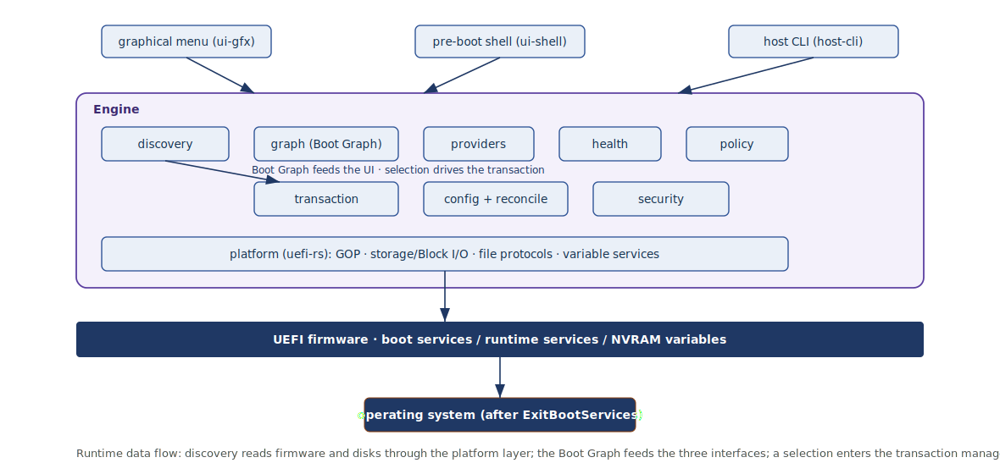 graphical menu (ui-gfx)
pre-boot shell (ui-shell)
host CLI (host-cli)
Engine
discovery
graph (Boot Graph)
providers
health
policy
Boot Graph feeds the UI · selection drives the transaction
transaction
config + reconcile
security
platform (uefi-rs): GOP · storage/Block I/O · file protocols · variable services
UEFI firmware · boot services / runtime services / NVRAM variables
operating system (after ExitBootServices)
Runtime data flow: discovery reads firmware and disks through the platform layer; the Boot Graph feeds the three interfaces; a selection enters the transaction manag